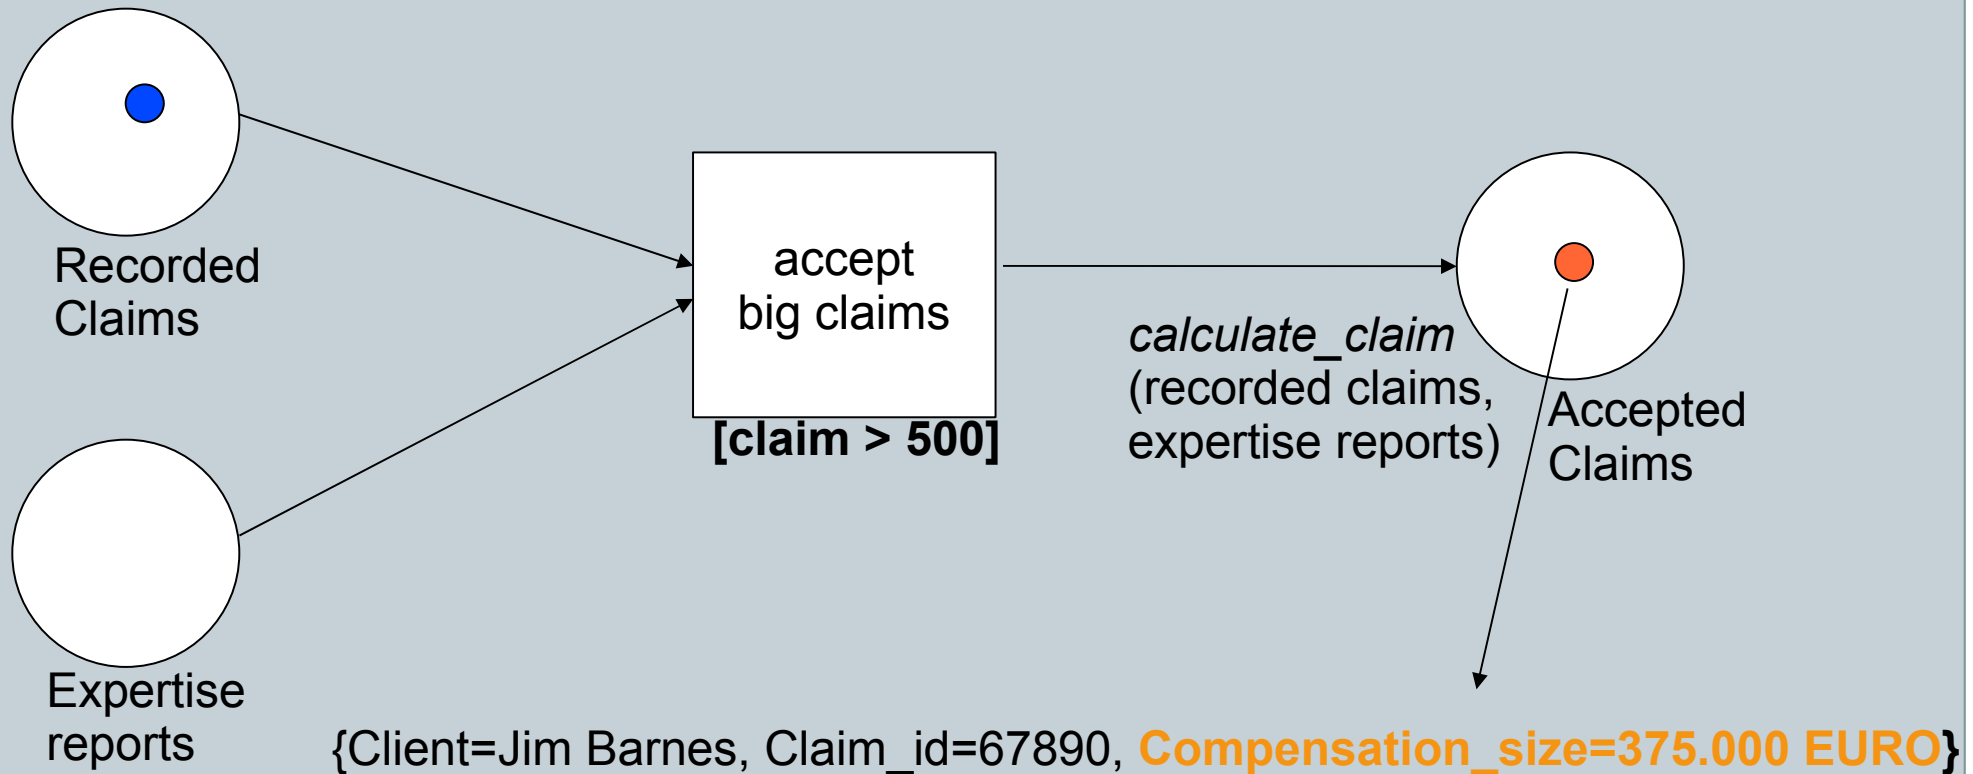 Recorded
Claims
accept
big claims
[claim > 500]
calculate_claim
(recorded claims,
expertise reports)
Accepted
Claims
Expertise
reports
{Client=Jim Barnes, Claim_id=67890, Compensation_size=375.000 EURO}